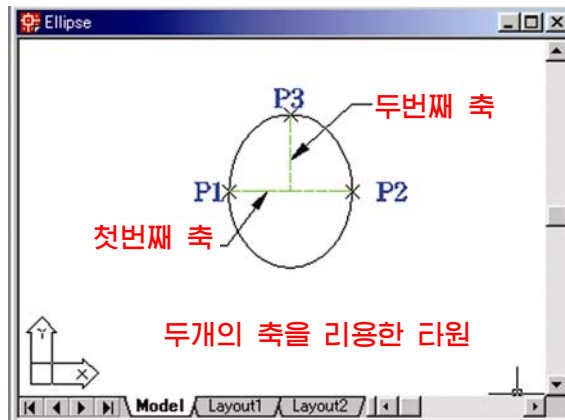 Ellipse
P3
두번째 축
P1
P2
첫번째 축
두개의 축을 리용한 타원
Y
X
Model
Layout1
Layout2